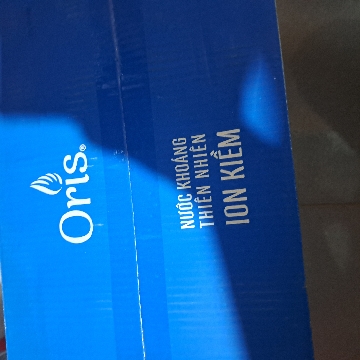 Oris®
NƯỚC KHOÁNG
THIÊN NHIÊN
ION KIỀM